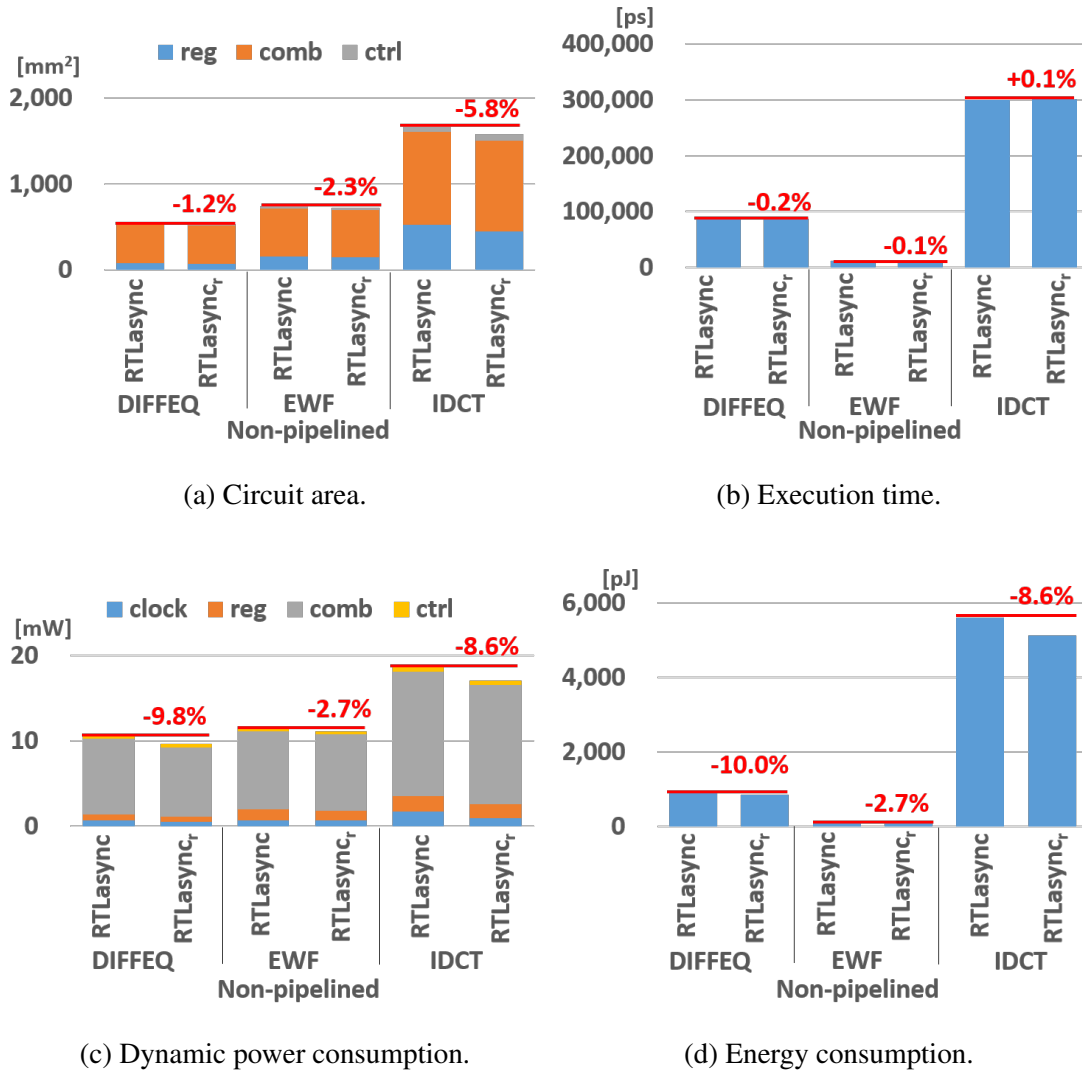 reg comb ctrl
[mm²]
2,000
1,000
0
-1.2%
-2.3%
-5.8%
RTLasync
RTLasyncᵣ
RTLasync
RTLasyncᵣ
RTLasync
RTLasyncᵣ
DIFFEQ EWF IDCT
Non-pipelined
(a) Circuit area.
[ps]
400,000
300,000
200,000
100,000
0
-0.2%
-0.1%
+0.1%
RTLasync
RTLasyncᵣ
RTLasync
RTLasyncᵣ
RTLasync
RTLasyncᵣ
DIFFEQ EWF IDCT
Non-pipelined
(b) Execution time.
clock reg comb ctrl
[mW]
20
10
0
-9.8%
-2.7%
-8.6%
RTLasync
RTLasyncᵣ
RTLasync
RTLasyncᵣ
RTLasync
RTLasyncᵣ
DIFFEQ EWF IDCT
Non-pipelined
(c) Dynamic power consumption.
[pJ]
6,000
4,000
2,000
0
-10.0%
-2.7%
-8.6%
RTLasync
RTLasyncᵣ
RTLasync
RTLasyncᵣ
RTLasync
RTLasyncᵣ
DIFFEQ EWF IDCT
Non-pipelined
(d) Energy consumption.